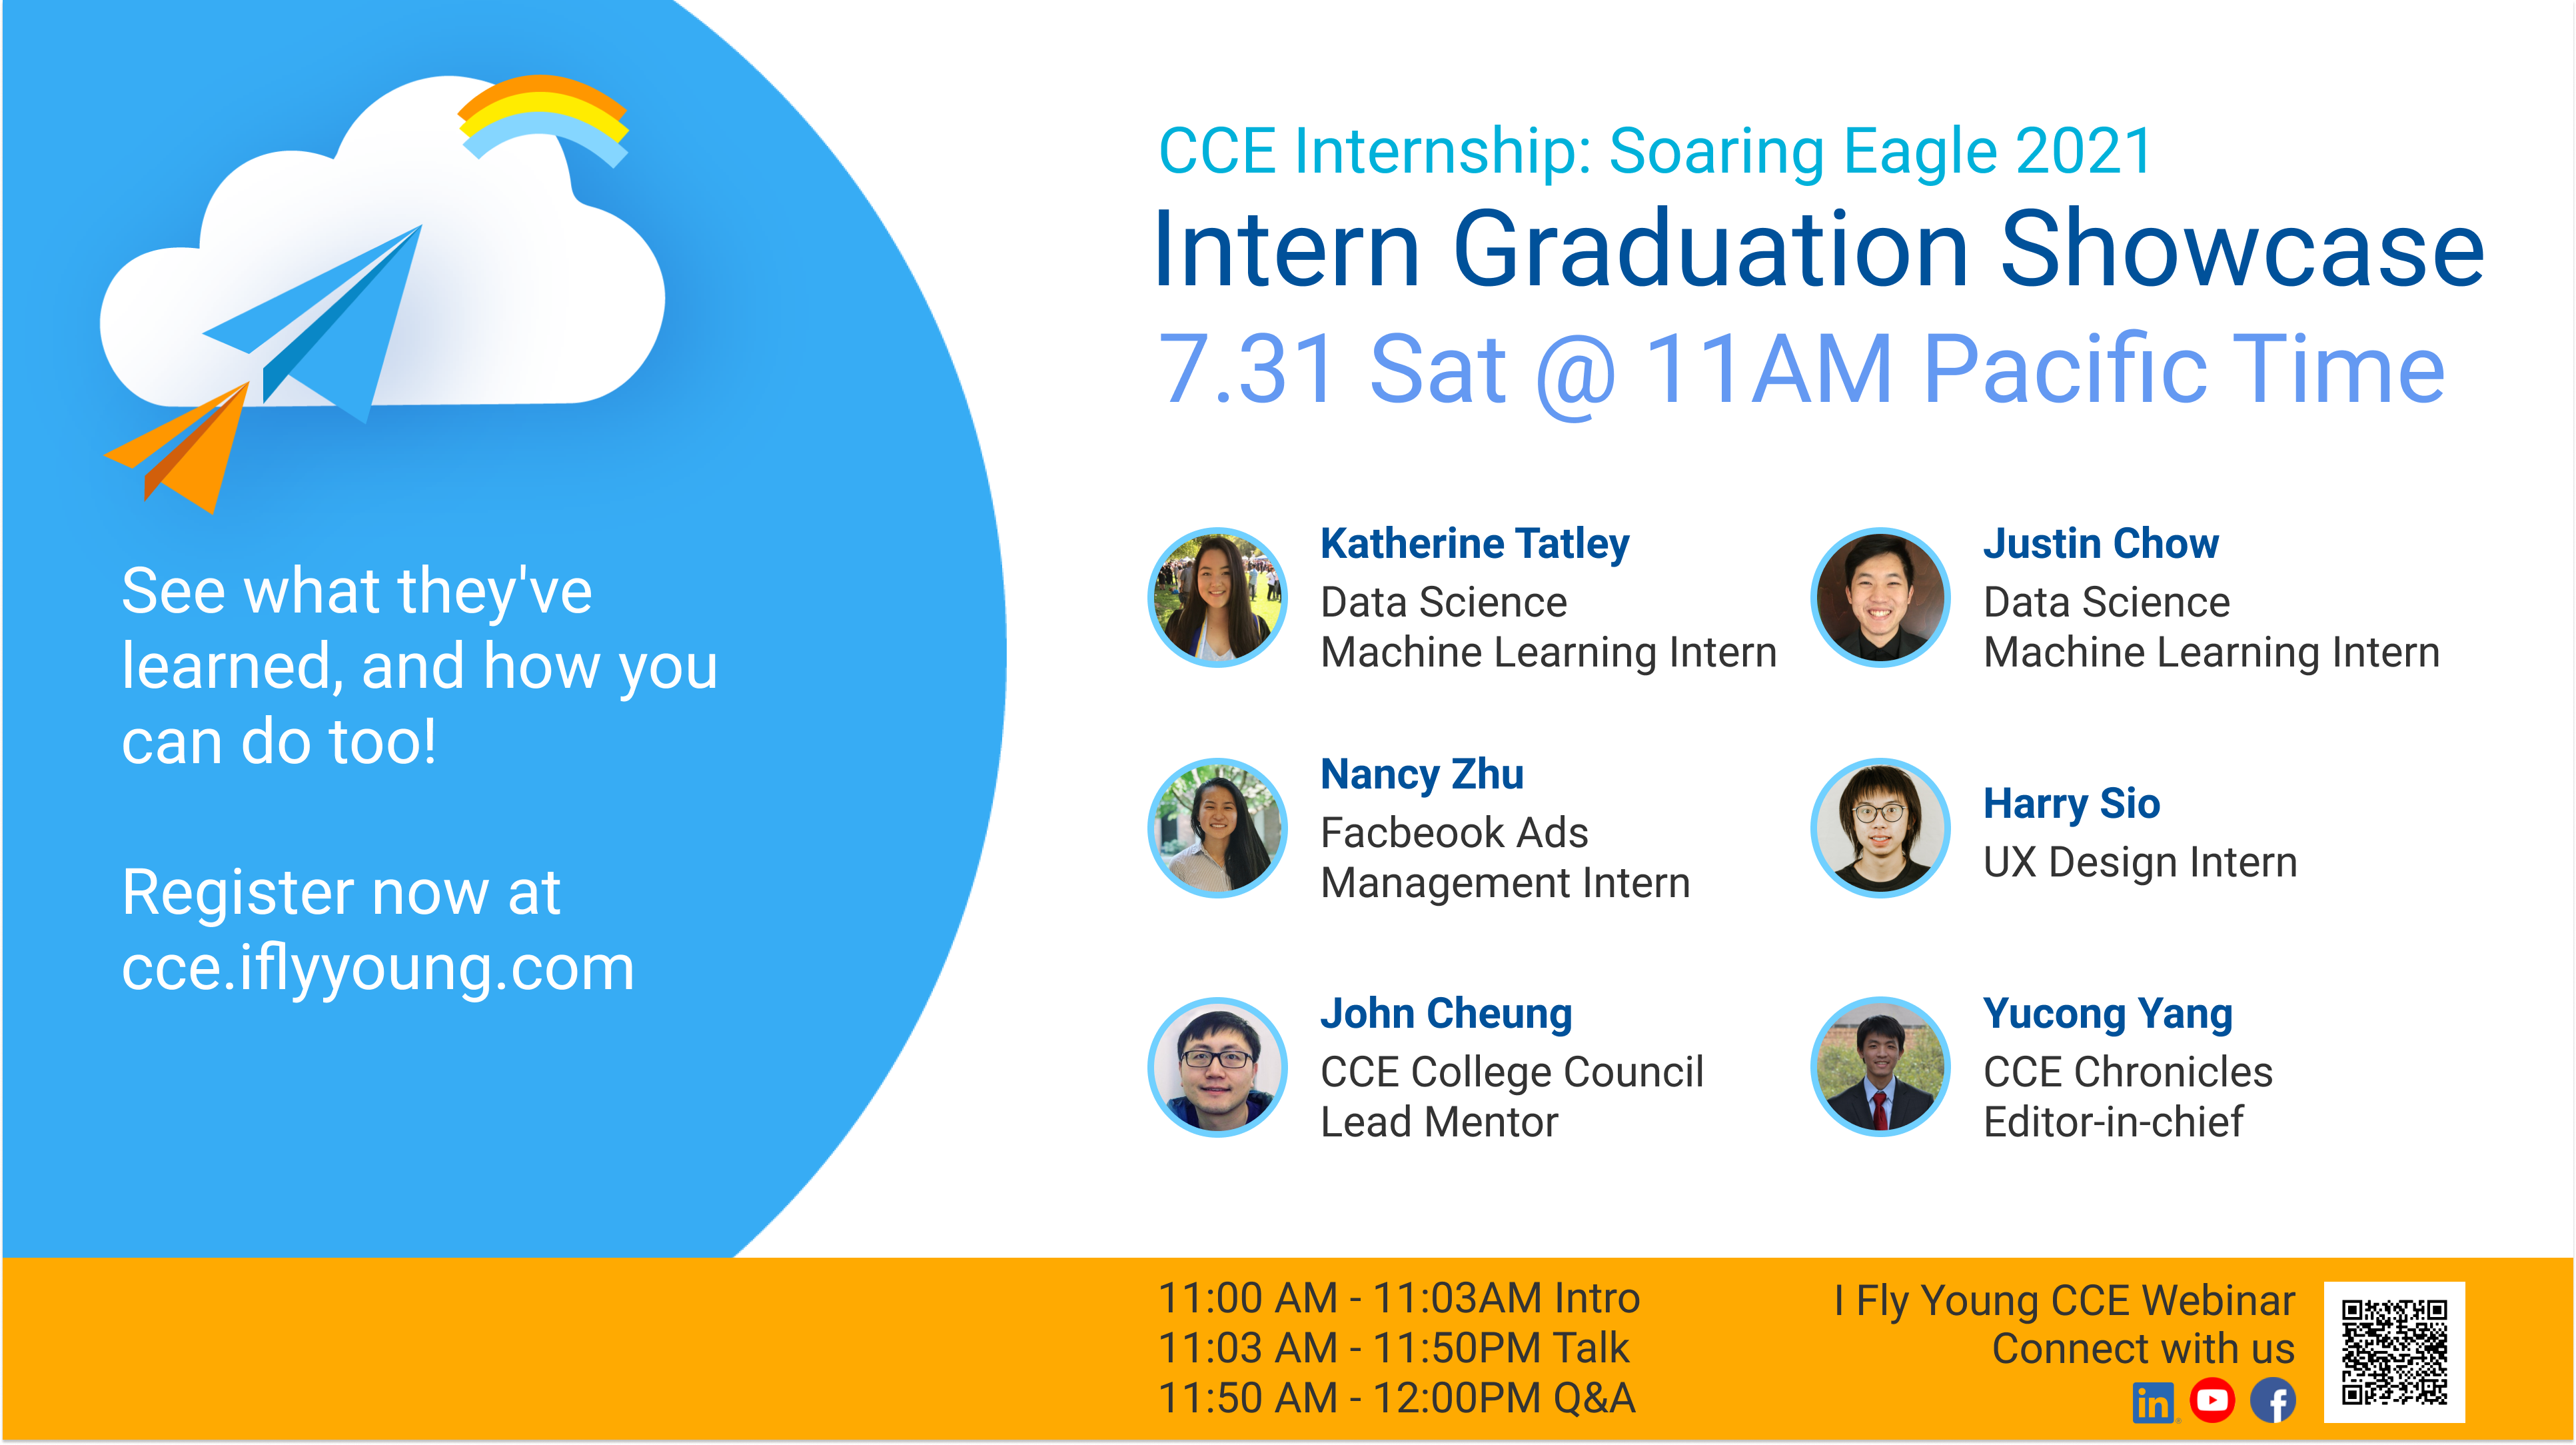 CCE Internship: Soaring Eagle 2021
Intern Graduation Showcase
7.31 Sat @ 11AM Pacific Time
See what they've
learned, and how you
can do too!
Register now at
cce.iflyyoung.com
Katherine Tatley
Data Science
Machine Learning Intern
Justin Chow
Data Science
Machine Learning Intern
Nancy Zhu
Facbeook Ads
Management Intern
Harry Sio
UX Design Intern
John Cheung
CCE College Council
Lead Mentor
Yucong Yang
CCE Chronicles
Editor-in-chief
11:00 AM - 11:03AM Intro
11:03 AM - 11:50PM Talk
11:50 AM - 12:00PM Q&A
I Fly Young CCE Webinar
Connect with us
in
f